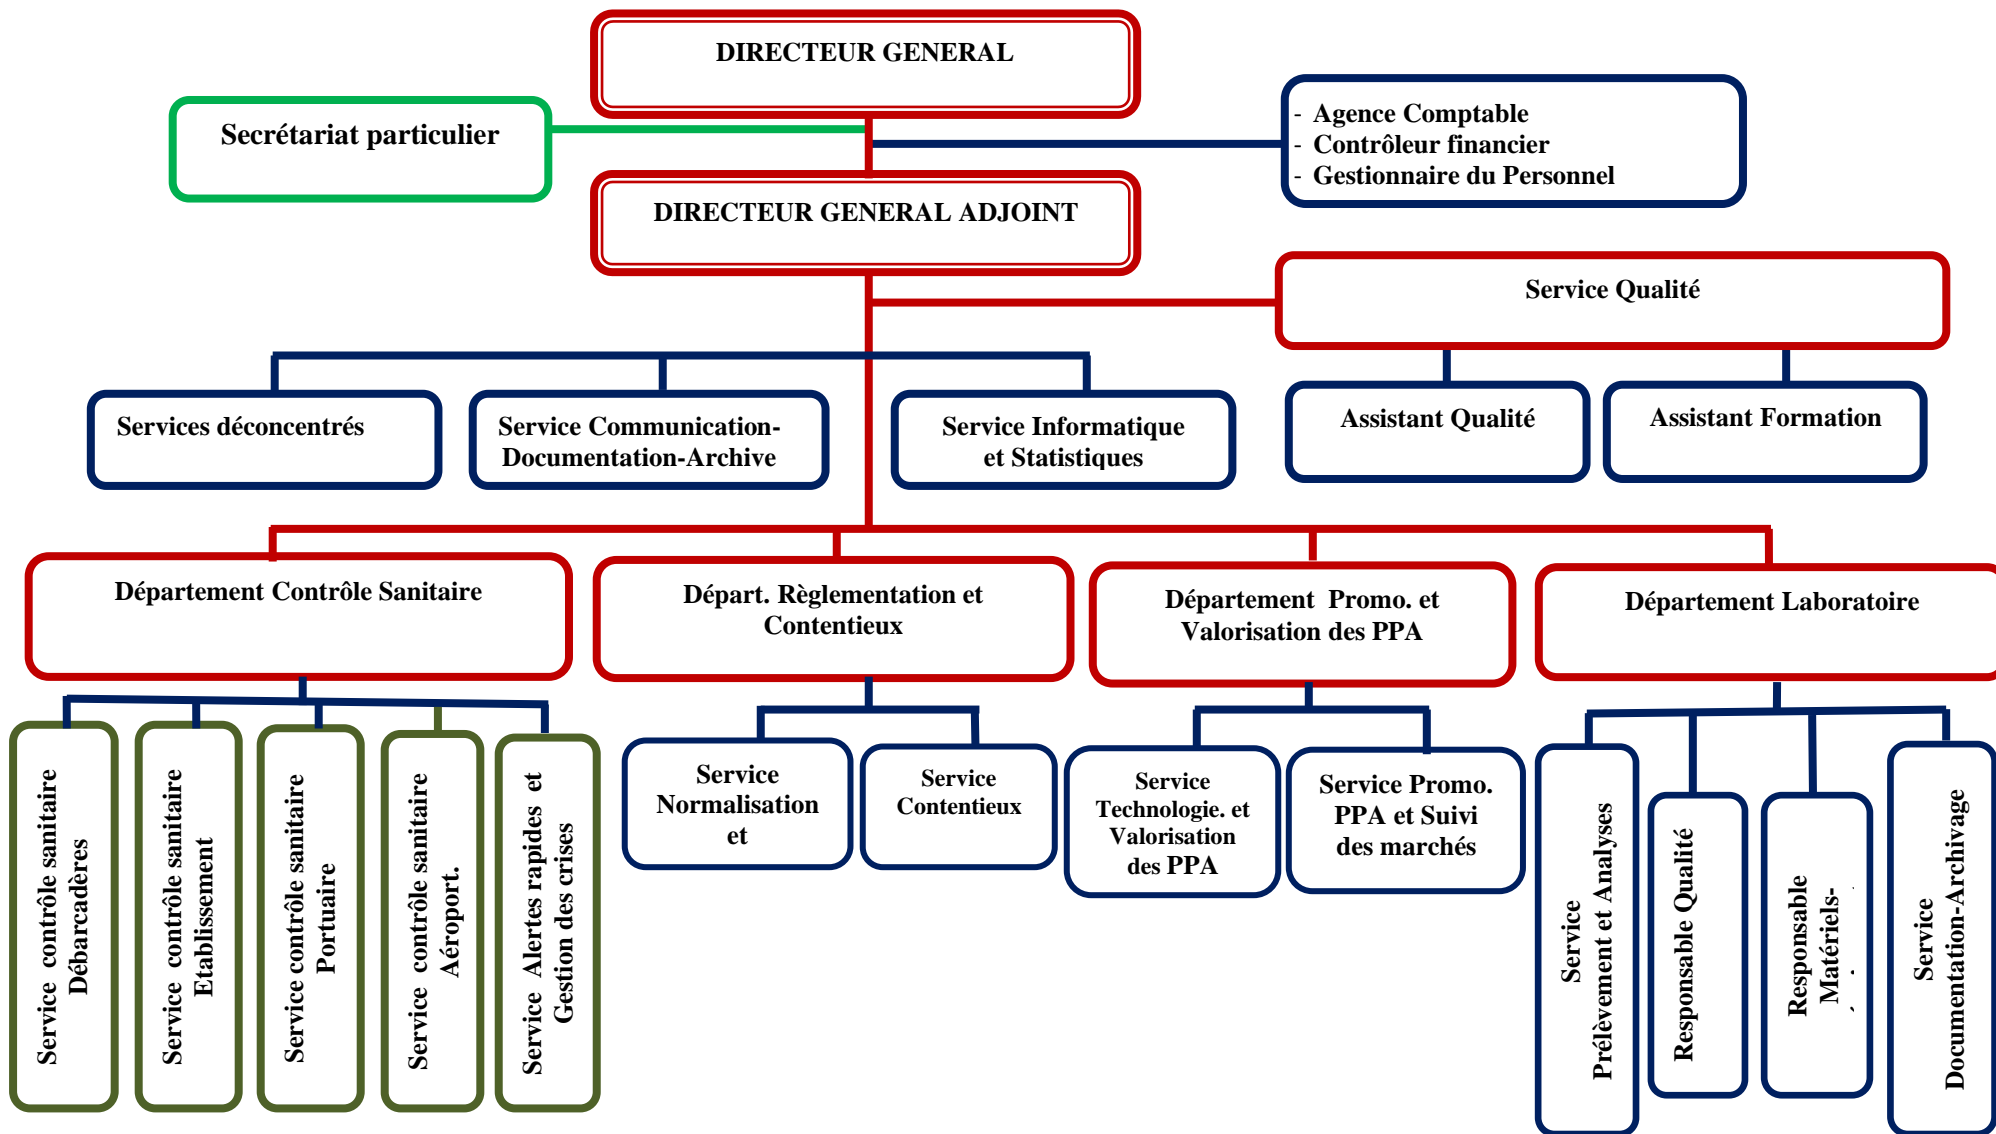 DIRECTEUR GENERAL
Secrétariat particulier
- Agence Comptable
- Contrôleur financier
- Gestionnaire du Personnel
DIRECTEUR GENERAL ADJOINT
Service Qualité
Services déconcentrés
Service Communication-
Documentation-Archive
Service Informatique
et Statistiques
Assistant Qualité
Assistant Formation
Département Contrôle Sanitaire
Départ. Règlementation et
Contentieux
Département Promo. et
Valorisation des PPA
Département Laboratoire
Service contrôle sanitaire
Débarcadères
Service contrôle sanitaire
Etablissement
Service contrôle sanitaire
Portuaire
Service contrôle sanitaire
Aéroport.
Service Alertes rapides et
Gestion des crises
Service
Normalisation
et
Service
Contentieux
Service
Technologie. et
Valorisation
des PPA
Service Promo.
PPA et Suivi
des marchés
Service
Prélèvement et Analyses
Responsable Qualité
Responsable
Matériels-
Service
Documentation-Archivage